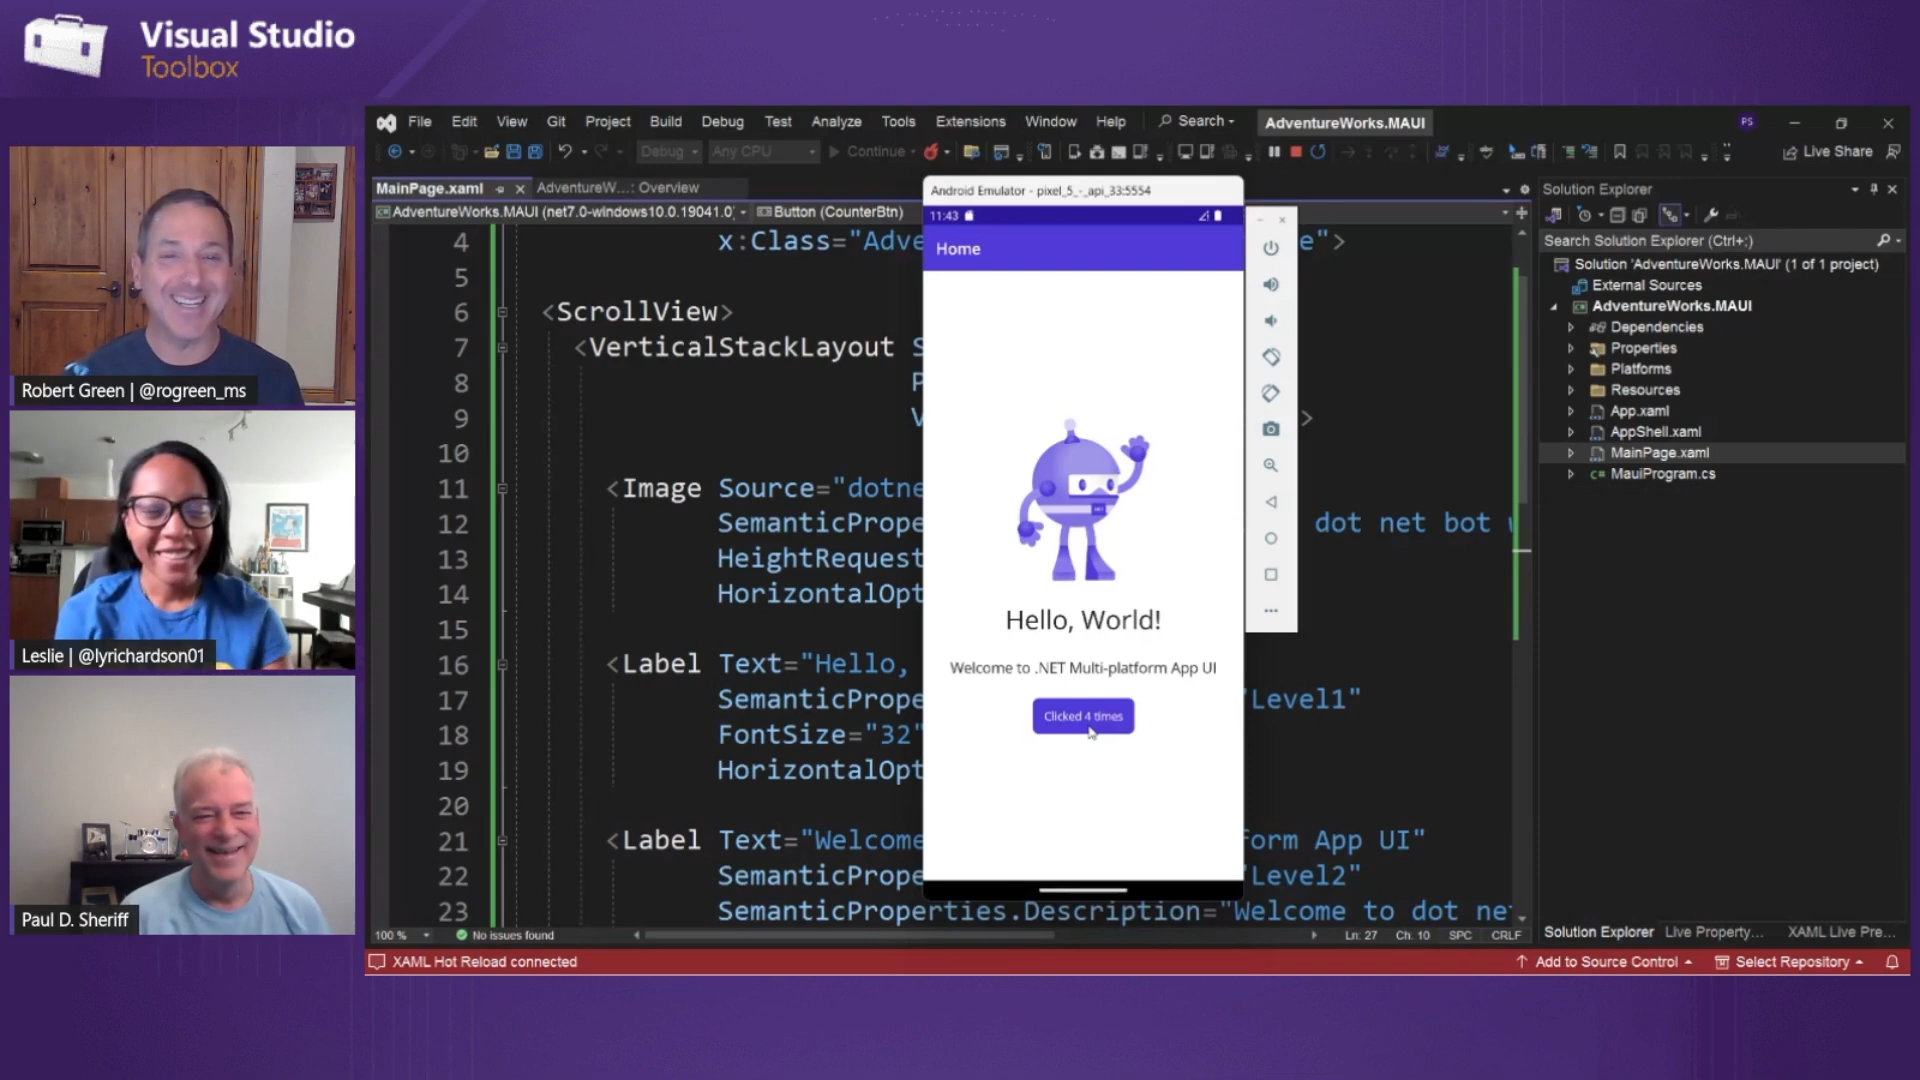 Visual Studio
Toolbox
Robert Green | @rogreen_ms
Leslie | @lyrichardson01
Paul D. Sheriff
File Edit View Git Project Build Debug Test Analyze Tools Extensions Window Help Search AdventureWorks.MAUI PS
Debug Any CPU Continue Live Share
MainPage.xaml AdventureW...: Overview
AdventureWorks.MAUI (net7.0-windows10.0.19041.0) Button (CounterBtn)
4 x:Class="Adve e">
5
6 <ScrollView>
7 <VerticalStackLayout S
8 P
9 V >
10
11 <Image Source="dotne
12 SemanticPrope dot net bot
13 HeightRequest
14 HorizontalOpt
15
16 <Label Text="Hello,
17 SemanticPrope Level1"
18 FontSize="32"
19 HorizontalOpt
20
21 <Label Text="Welcome form App UI"
22 SemanticPrope Level2"
23 SemanticProperties.Description="Welcome to dot ne
100 % No issues found Ln: 27 Ch: 10 SPC CRLF
XAML Hot Reload connected Add to Source Control Select Repository
Android Emulator - pixel_5_-_api_33:5554
11:43
Home
.NET
Hello, World!
Welcome to .NET Multi-platform App UI
Clicked 4 times
Solution Explorer
Search Solution Explorer (Ctrl+;)
Solution 'AdventureWorks.MAUI' (1 of 1 project)
External Sources
AdventureWorks.MAUI
Dependencies
Properties
Platforms
Resources
App.xaml
AppShell.xaml
MainPage.xaml
C# MauiProgram.cs
Solution Explorer Live Property... XAML Live Pre...